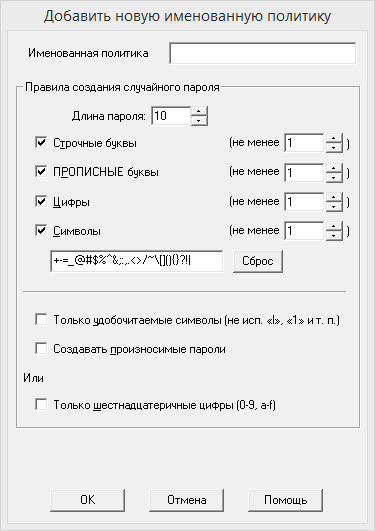 Добавить новую именованную политику
Именованная политика
Правила создания случайного пароля
Длина пароля: 10
Строчные буквы (не менее 1 )
ПРОПИСНЫЕ буквы (не менее 1 )
Цифры (не менее 1 )
Символы (не менее 1 )
+-=_@#$%^&;:,.<>/~\[](){}?!| Сброс
Только удобочитаемые символы (не исп. «l», «1» и т. п.)
Создавать произносимые пароли
Или
Только шестнадцатеричные цифры (0-9, a-f)
OK Отмена Помощь